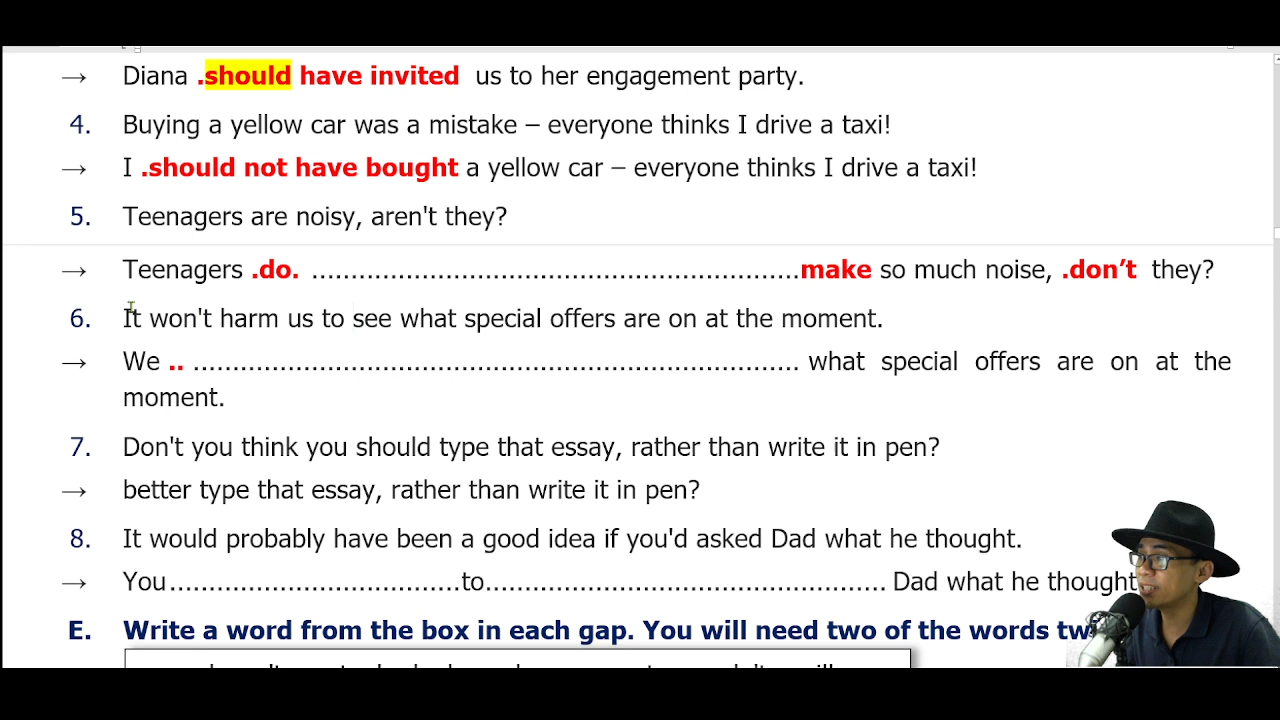 → Diana .should have invited us to her engagement party.
4. Buying a yellow car was a mistake – everyone thinks I drive a taxi!
→ I .should not have bought a yellow car – everyone thinks I drive a taxi!
5. Teenagers are noisy, aren't they?
→ Teenagers .do. .............................................................make so much noise, .don't they?
6. It won't harm us to see what special offers are on at the moment.
→ We .. ............................................................................ what special offers are on at the
moment.
7. Don't you think you should type that essay, rather than write it in pen?
→ better type that essay, rather than write it in pen?
8. It would probably have been a good idea if you'd asked Dad what he thought.
→ You....................................to.................................................. Dad what he thought
E. Write a word from the box in each gap. You will need two of the words